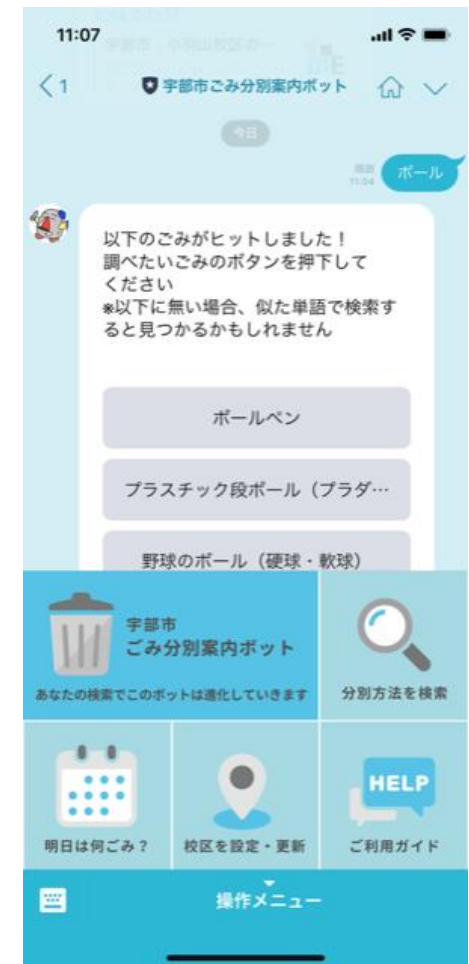 11:07
1
宇部市ごみ分別案内ボット
今日
既読
11:04
ボール
以下のごみがヒットしました！
調べたいごみのボタンを押下して
ください
※以下に無い場合、似た単語で検索す
ると見つかるかもしれません
ボールペン
プラスチック段ボール（プラダ…
野球のボール（硬球・軟球）
宇部市
ごみ分別案内ボット
あなたの検索でこのボットは進化していきます
分別方法を検索
明日は何ごみ？
校区を設定・更新
HELP
ご利用ガイド
操作メニュー